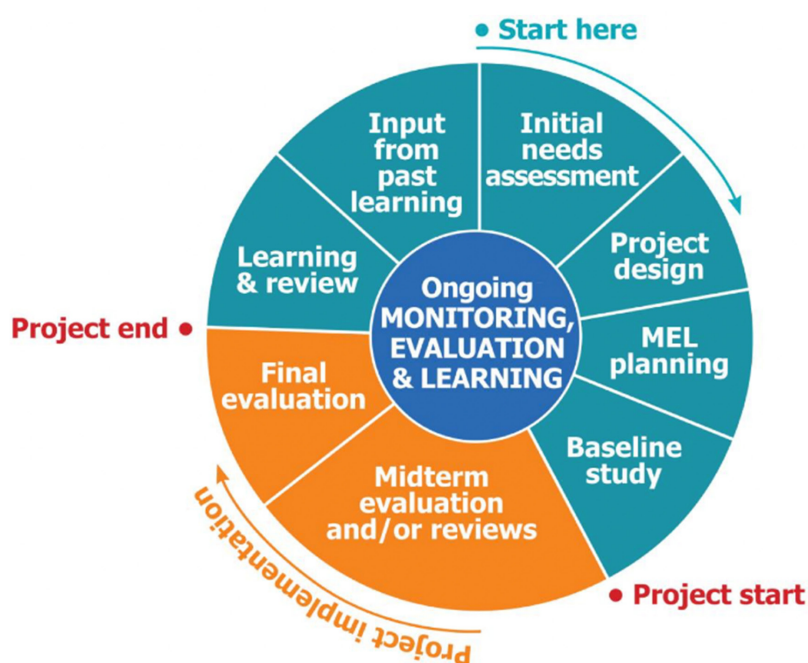 Start here
Initial
needs
assessment
Project
design
MEL
planning
Baseline
study
Project start
Midterm
evaluation
and/or reviews
Project implementation
Final
evaluation
Project end
Learning
& review
Input
from
past
learning
Ongoing
MONITORING,
EVALUATION
& LEARNING